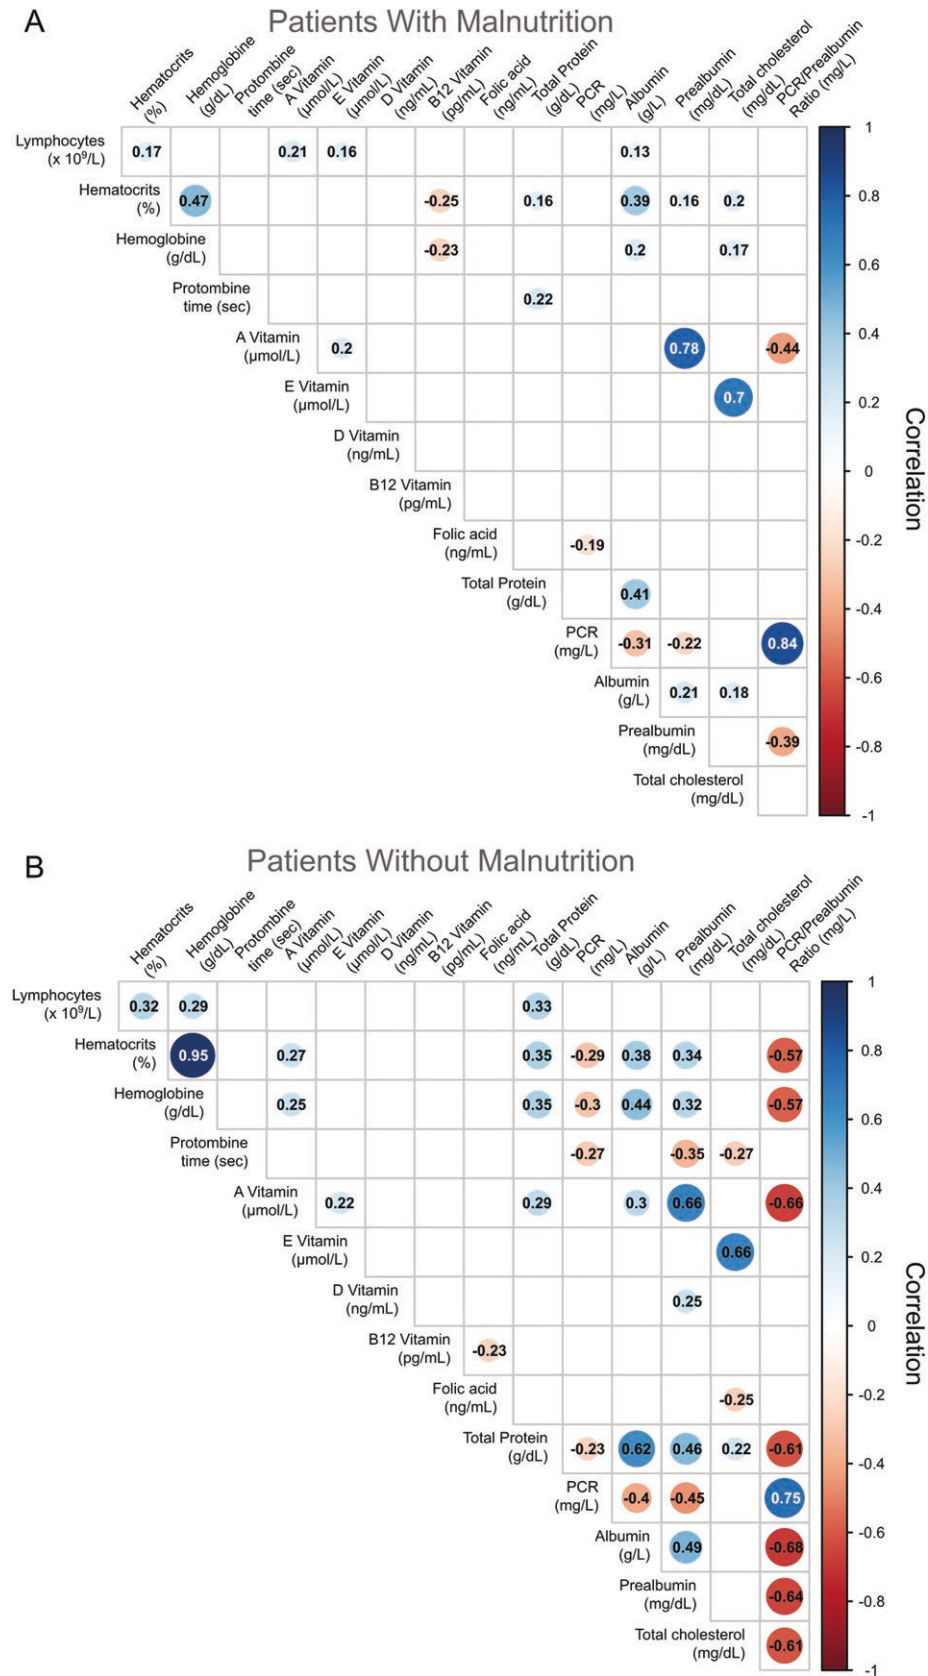 A
Patients With Malnutrition
Hematocrits
(%)
Hemoglobine
(g/dL)
Protombine
time (sec)
A Vitamin
(µmol/L)
E Vitamin
(µmol/L)
D Vitamin
(ng/mL)
B12 Vitamin
(pg/mL)
Folic acid
(ng/mL)
Total Protein
(g/dL)
PCR
(mg/L)
Albumin
(g/L)
Prealbumin
(mg/dL)
Total cholesterol
(mg/dL)
PCR/Prealbumin
Ratio (mg/L)
Lymphocytes
(x 10⁹/L)
0.17 0.21 0.16 0.13
Hematocrits
(%)
0.47 -0.25 0.16 0.39 0.16 0.2
Hemoglobine
(g/dL)
-0.23 0.2 0.17
Protombine
time (sec)
0.22
A Vitamin
(µmol/L)
0.2 0.78 -0.44
E Vitamin
(µmol/L)
0.7
D Vitamin
(ng/mL)
B12 Vitamin
(pg/mL)
Folic acid
(ng/mL)
-0.19
Total Protein
(g/dL)
0.41
PCR
(mg/L)
-0.31 -0.22 0.84
Albumin
(g/L)
0.21 0.18
Prealbumin
(mg/dL)
-0.39
Total cholesterol
(mg/dL)
1
0.8
0.6
0.4
0.2
0
-0.2
-0.4
-0.6
-0.8
-1
Correlation
B
Patients Without Malnutrition
Hematocrits
(%)
Hemoglobine
(g/dL)
Protombine
time (sec)
A Vitamin
(µmol/L)
E Vitamin
(µmol/L)
D Vitamin
(ng/mL)
B12 Vitamin
(pg/mL)
Folic acid
(ng/mL)
Total Protein
(g/dL)
PCR
(mg/L)
Albumin
(g/L)
Prealbumin
(mg/dL)
Total cholesterol
(mg/dL)
PCR/Prealbumin
Ratio (mg/L)
Lymphocytes
(x 10⁹/L)
0.32 0.29 0.33
Hematocrits
(%)
0.95 0.27 0.35 -0.29 0.38 0.34 -0.57
Hemoglobine
(g/dL)
0.25 0.35 -0.3 0.44 0.32 -0.57
Protombine
time (sec)
-0.27 -0.35 -0.27
A Vitamin
(µmol/L)
0.22 0.29 0.3 0.66 -0.66
E Vitamin
(µmol/L)
0.66
D Vitamin
(ng/mL)
0.25
B12 Vitamin
(pg/mL)
-0.23
Folic acid
(ng/mL)
-0.25
Total Protein
(g/dL)
-0.23 0.62 0.46 0.22 -0.61
PCR
(mg/L)
-0.4 -0.45 0.75
Albumin
(g/L)
0.49 -0.68
Prealbumin
(mg/dL)
-0.64
Total cholesterol
(mg/dL)
-0.61
1
0.8
0.6
0.4
0.2
0
-0.2
-0.4
-0.6
-0.8
-1
Correlation